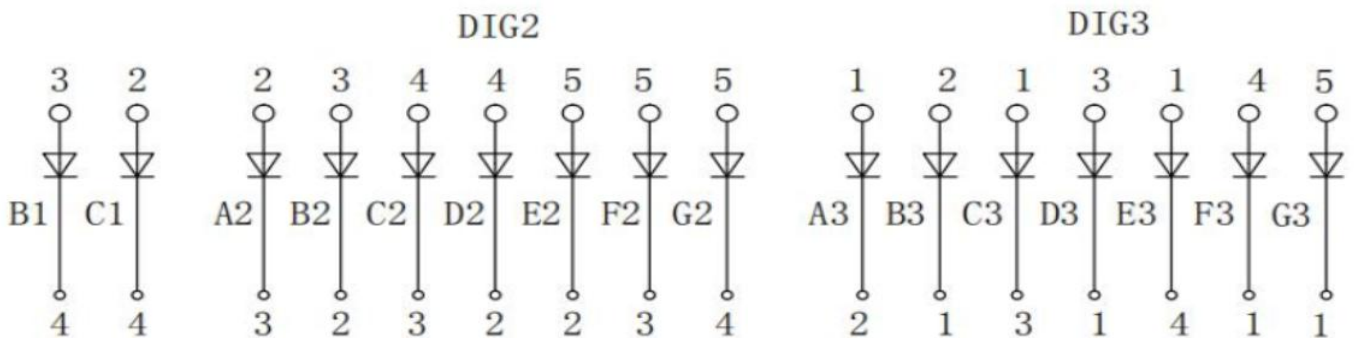 DIG2 DIG3
3 2 2 3 4 4 5 5 5 1 2 1 3 1 4 5
B1 C1 A2 B2 C2 D2 E2 F2 G2 A3 B3 C3 D3 E3 F3 G3
4 4 3 2 3 2 2 3 4 2 1 3 1 4 1 1